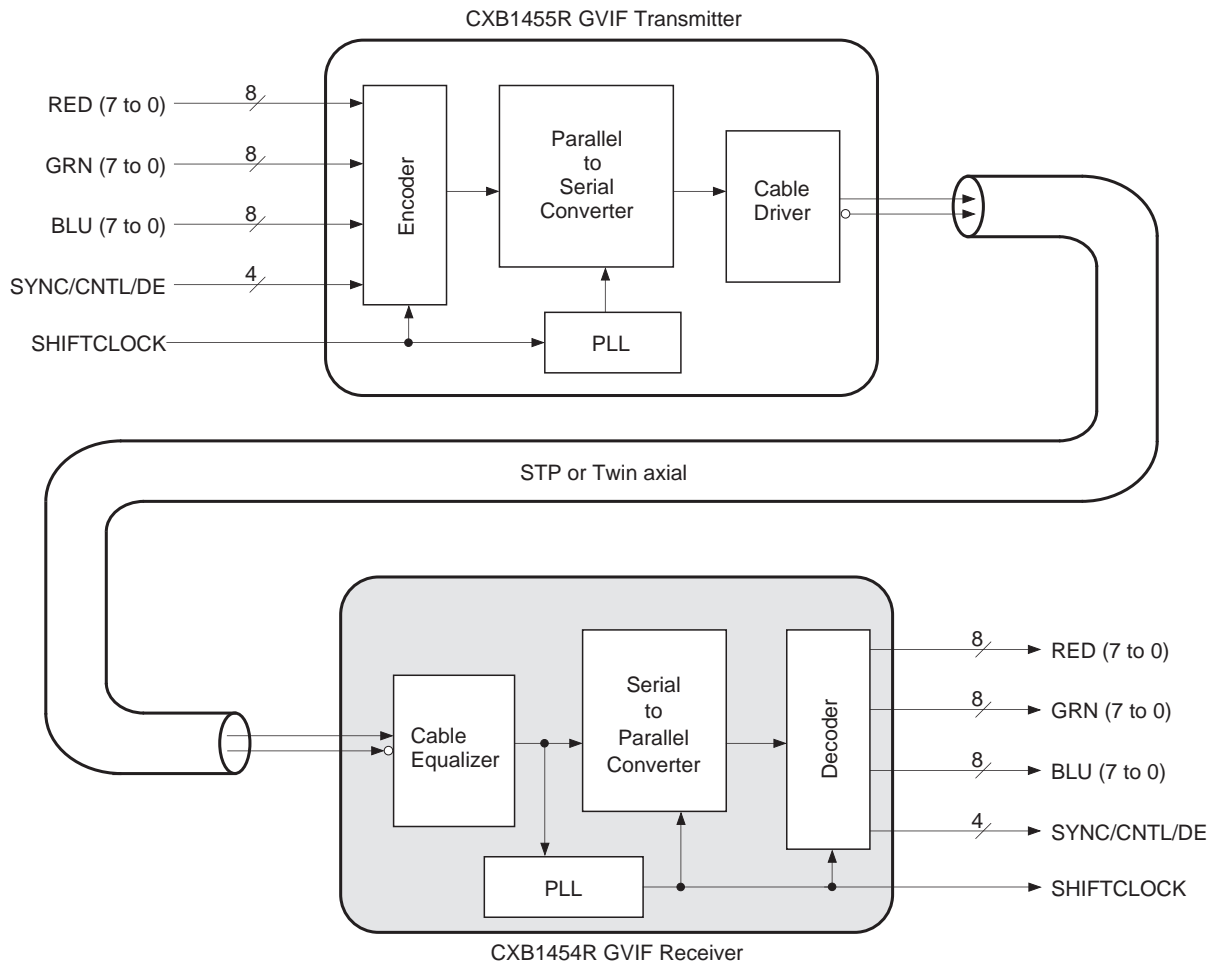 CXB1455R GVIF Transmitter
RED (7 to 0)
8
GRN (7 to 0)
8
BLU (7 to 0)
8
SYNC/CNTL/DE
4
SHIFTCLOCK
Encoder
Parallel
to
Serial
Converter
PLL
Cable
Driver
STP or Twin axial
Cable
Equalizer
Serial
to
Parallel
Converter
PLL
Decoder
8
RED (7 to 0)
8
GRN (7 to 0)
8
BLU (7 to 0)
4
SYNC/CNTL/DE
SHIFTCLOCK
CXB1454R GVIF Receiver